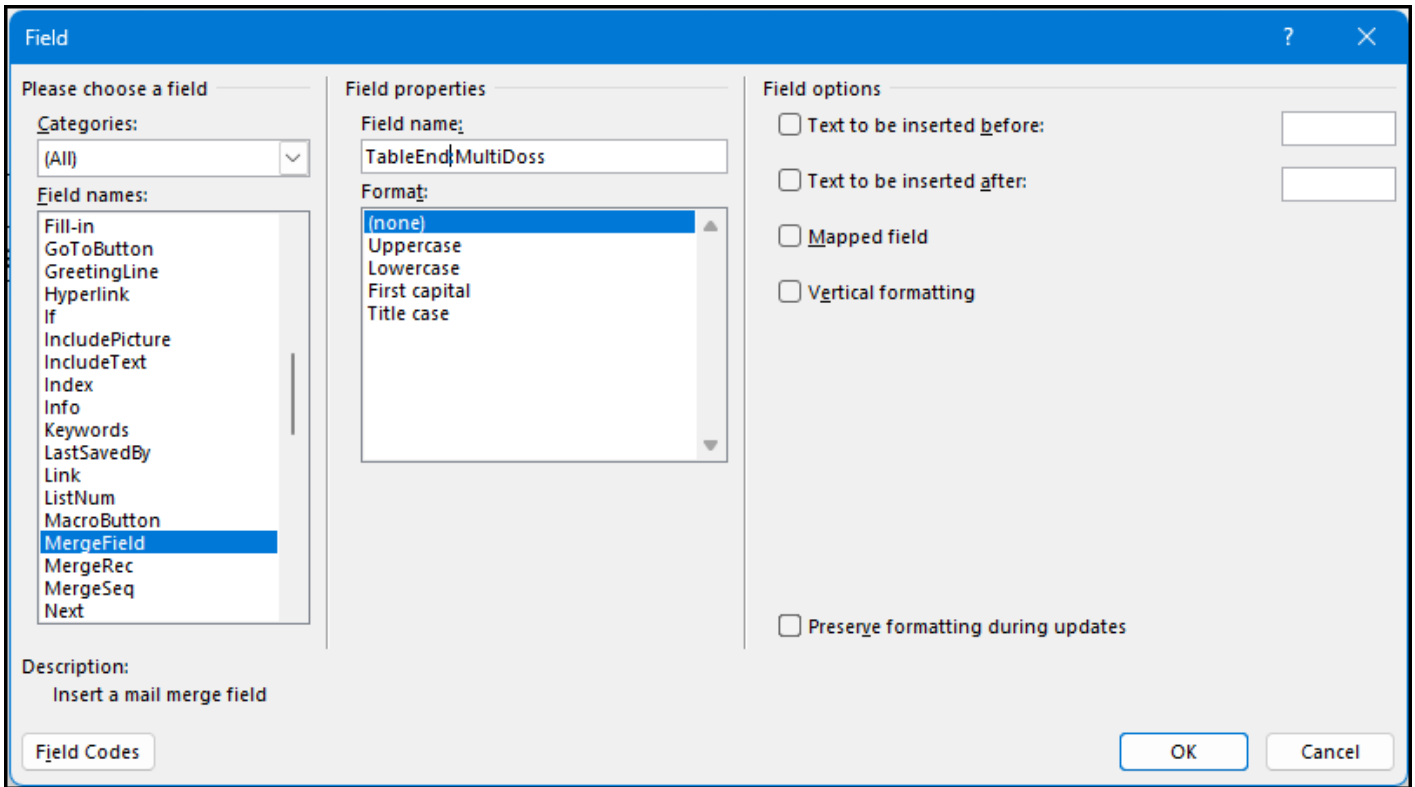 Field ?
Please choose a field
Categories:
(All)
Field names:
Fill-in
GoToButton
GreetingLine
Hyperlink
If
IncludePicture
IncludeText
Index
Info
Keywords
LastSavedBy
Link
ListNum
MacroButton
MergeField
MergeRec
MergeSeq
Next
Field properties
Field name:
TableEnd:MultiDoss
Format:
(none)
Uppercase
Lowercase
First capital
Title case
Field options
Text to be inserted before:
Text to be inserted after:
Mapped field
Vertical formatting
Preserve formatting during updates
Description:
Insert a mail merge field
Field Codes
OK
Cancel